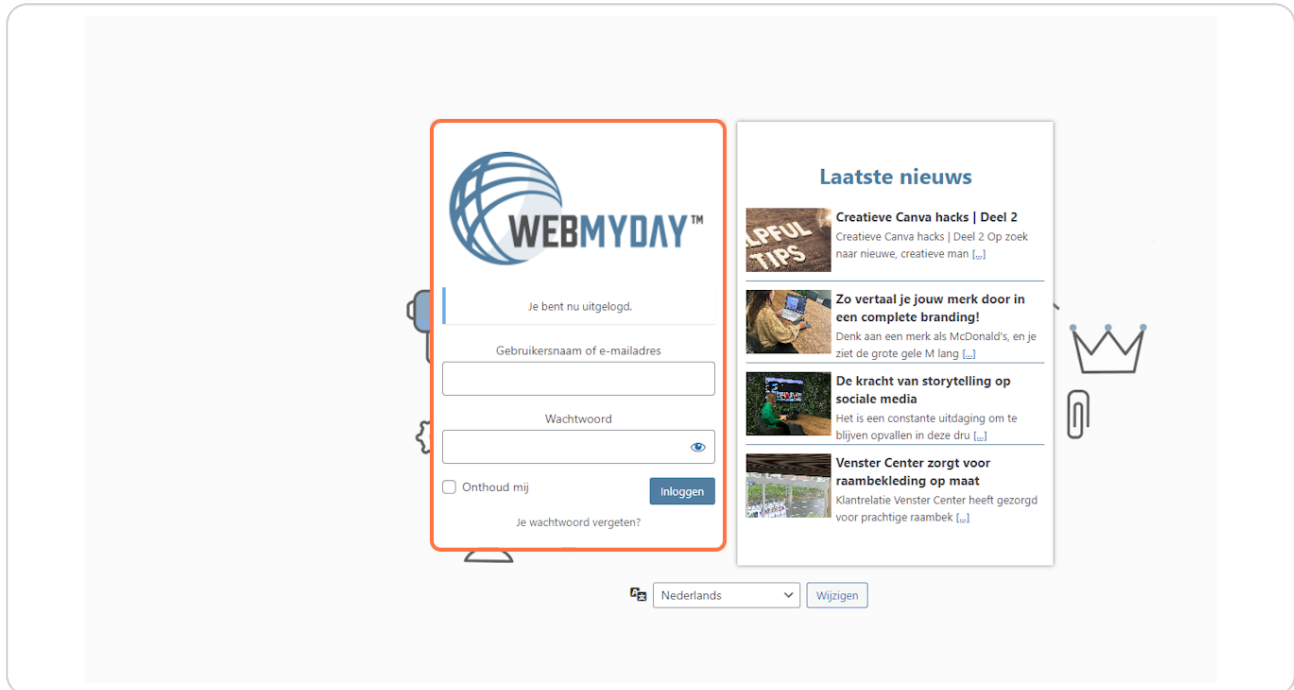 WEBMYDAY™
Je bent nu uitgelogd.
Gebruikersnaam of e-mailadres
Wachtwoord
Onthoud mij
Inloggen
Je wachtwoord vergeten?
Laatste nieuws
LPFUL
TIPS
Creatieve Canva hacks | Deel 2
Creatieve Canva hacks | Deel 2 Op zoek
naar nieuwe, creatieve man [...]
Zo vertaal je jouw merk door in
een complete branding!
Denk aan een merk als McDonald's, en je
ziet de grote gele M lang [...]
De kracht van storytelling op
sociale media
Het is een constante uitdaging om te
blijven opvallen in deze dru [...]
Venster Center zorgt voor
raambekleding op maat
Klantrelatie Venster Center heeft gezorgd
voor prachtige raambek [...]
Nederlands
Wijzigen